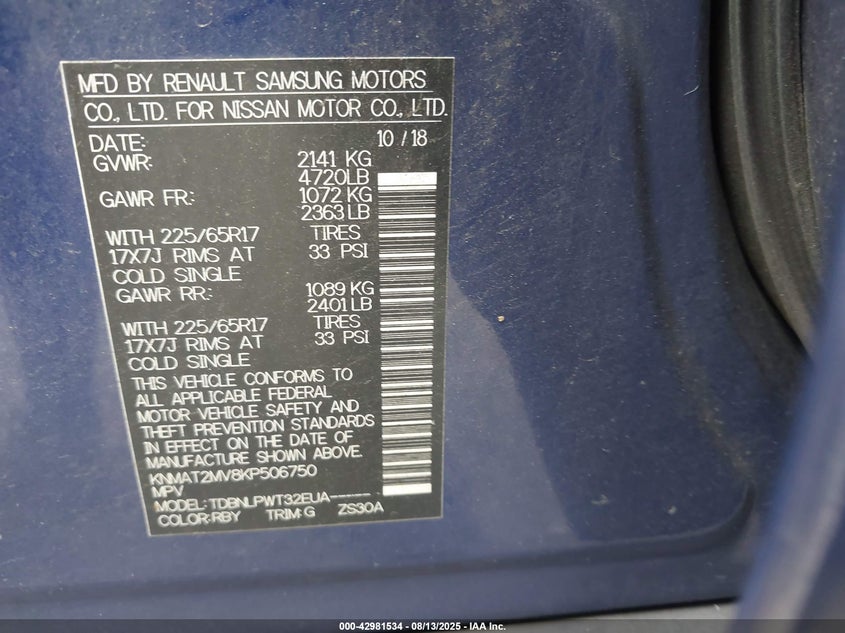 MFD BY RENAULT SAMSUNG MOTORS
CO., LTD. FOR NISSAN MOTOR CO., LTD.
DATE: 10 / 18
GVWR: 2141 KG
4720LB
GAWR FR: 1072 KG
2363 LB
WITH 225/65R17 TIRES
17X7J RIMS AT 33 PSI
COLD SINGLE
GAWR RR: 1089 KG
2401 LB
WITH 225/65R17 TIRES
17X7J RIMS AT 33 PSI
COLD SINGLE
THIS VEHICLE CONFORMS TO
ALL APPLICABLE FEDERAL
MOTOR VEHICLE SAFETY AND
THEFT PREVENTION STANDARDS
IN EFFECT ON THE DATE OF
MANUFACTURE SHOWN ABOVE.
KNMAT2MV8KP506750
MPV
MODEL: TDBNLPWT32EUA-----
COLOR:RBY TRIM:G ZS30A
000-42981534 - 08/13/2025 - IAA Inc.